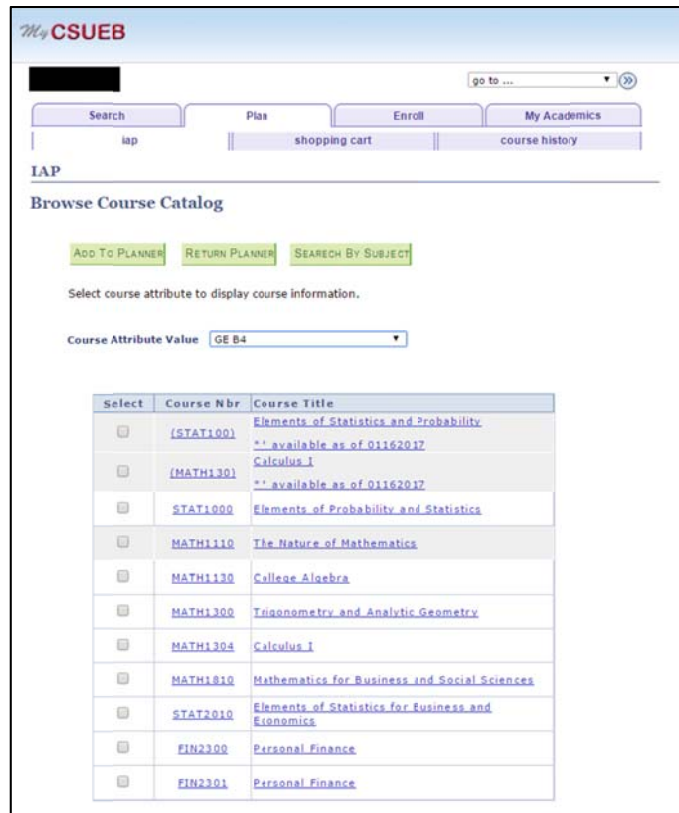 My CSUEB
go to ...
Search Plan Enroll My Academics
iap shopping cart course history
IAP
Browse Course Catalog
ADD TO PLANNER RETURN PLANNER SEARECH BY SUBJECT
Select course attribute to display course information.
Course Attribute Value GE B4
Select Course Nbr Course Title
(STAT100) Elements of Statistics and Probability
"' available as of 01162017
(MATH130) Calculus I
"' available as of 01162017
STAT1000 Elements of Probability and Statistics
MATH1110 The Nature of Mathematics
MATH1130 College Algebra
MATH1300 Trigonometry and Analytic Geometry
MATH1304 Calculus I
MATH1810 Mathematics for Business and Social Sciences
STAT2010 Elements of Statistics for Business and
Economics
FIN2300 Personal Finance
FIN2301 Personal Finance